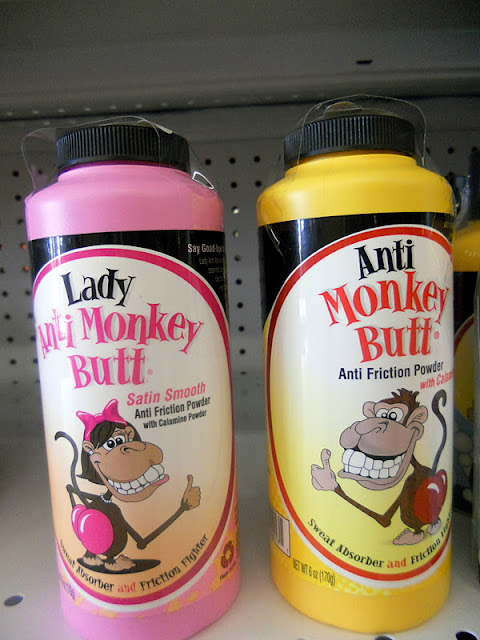 Say Good-bye
Lady
Anti Monkey
Butt®
Satin Smooth
Anti Friction Powder
with Calamine Powder
Sweat Absorber and Friction Fighter
Anti
Monkey
Butt®
Anti Friction Powder
with
Sweat Absorber and Friction
NET WT 6 oz (170g)